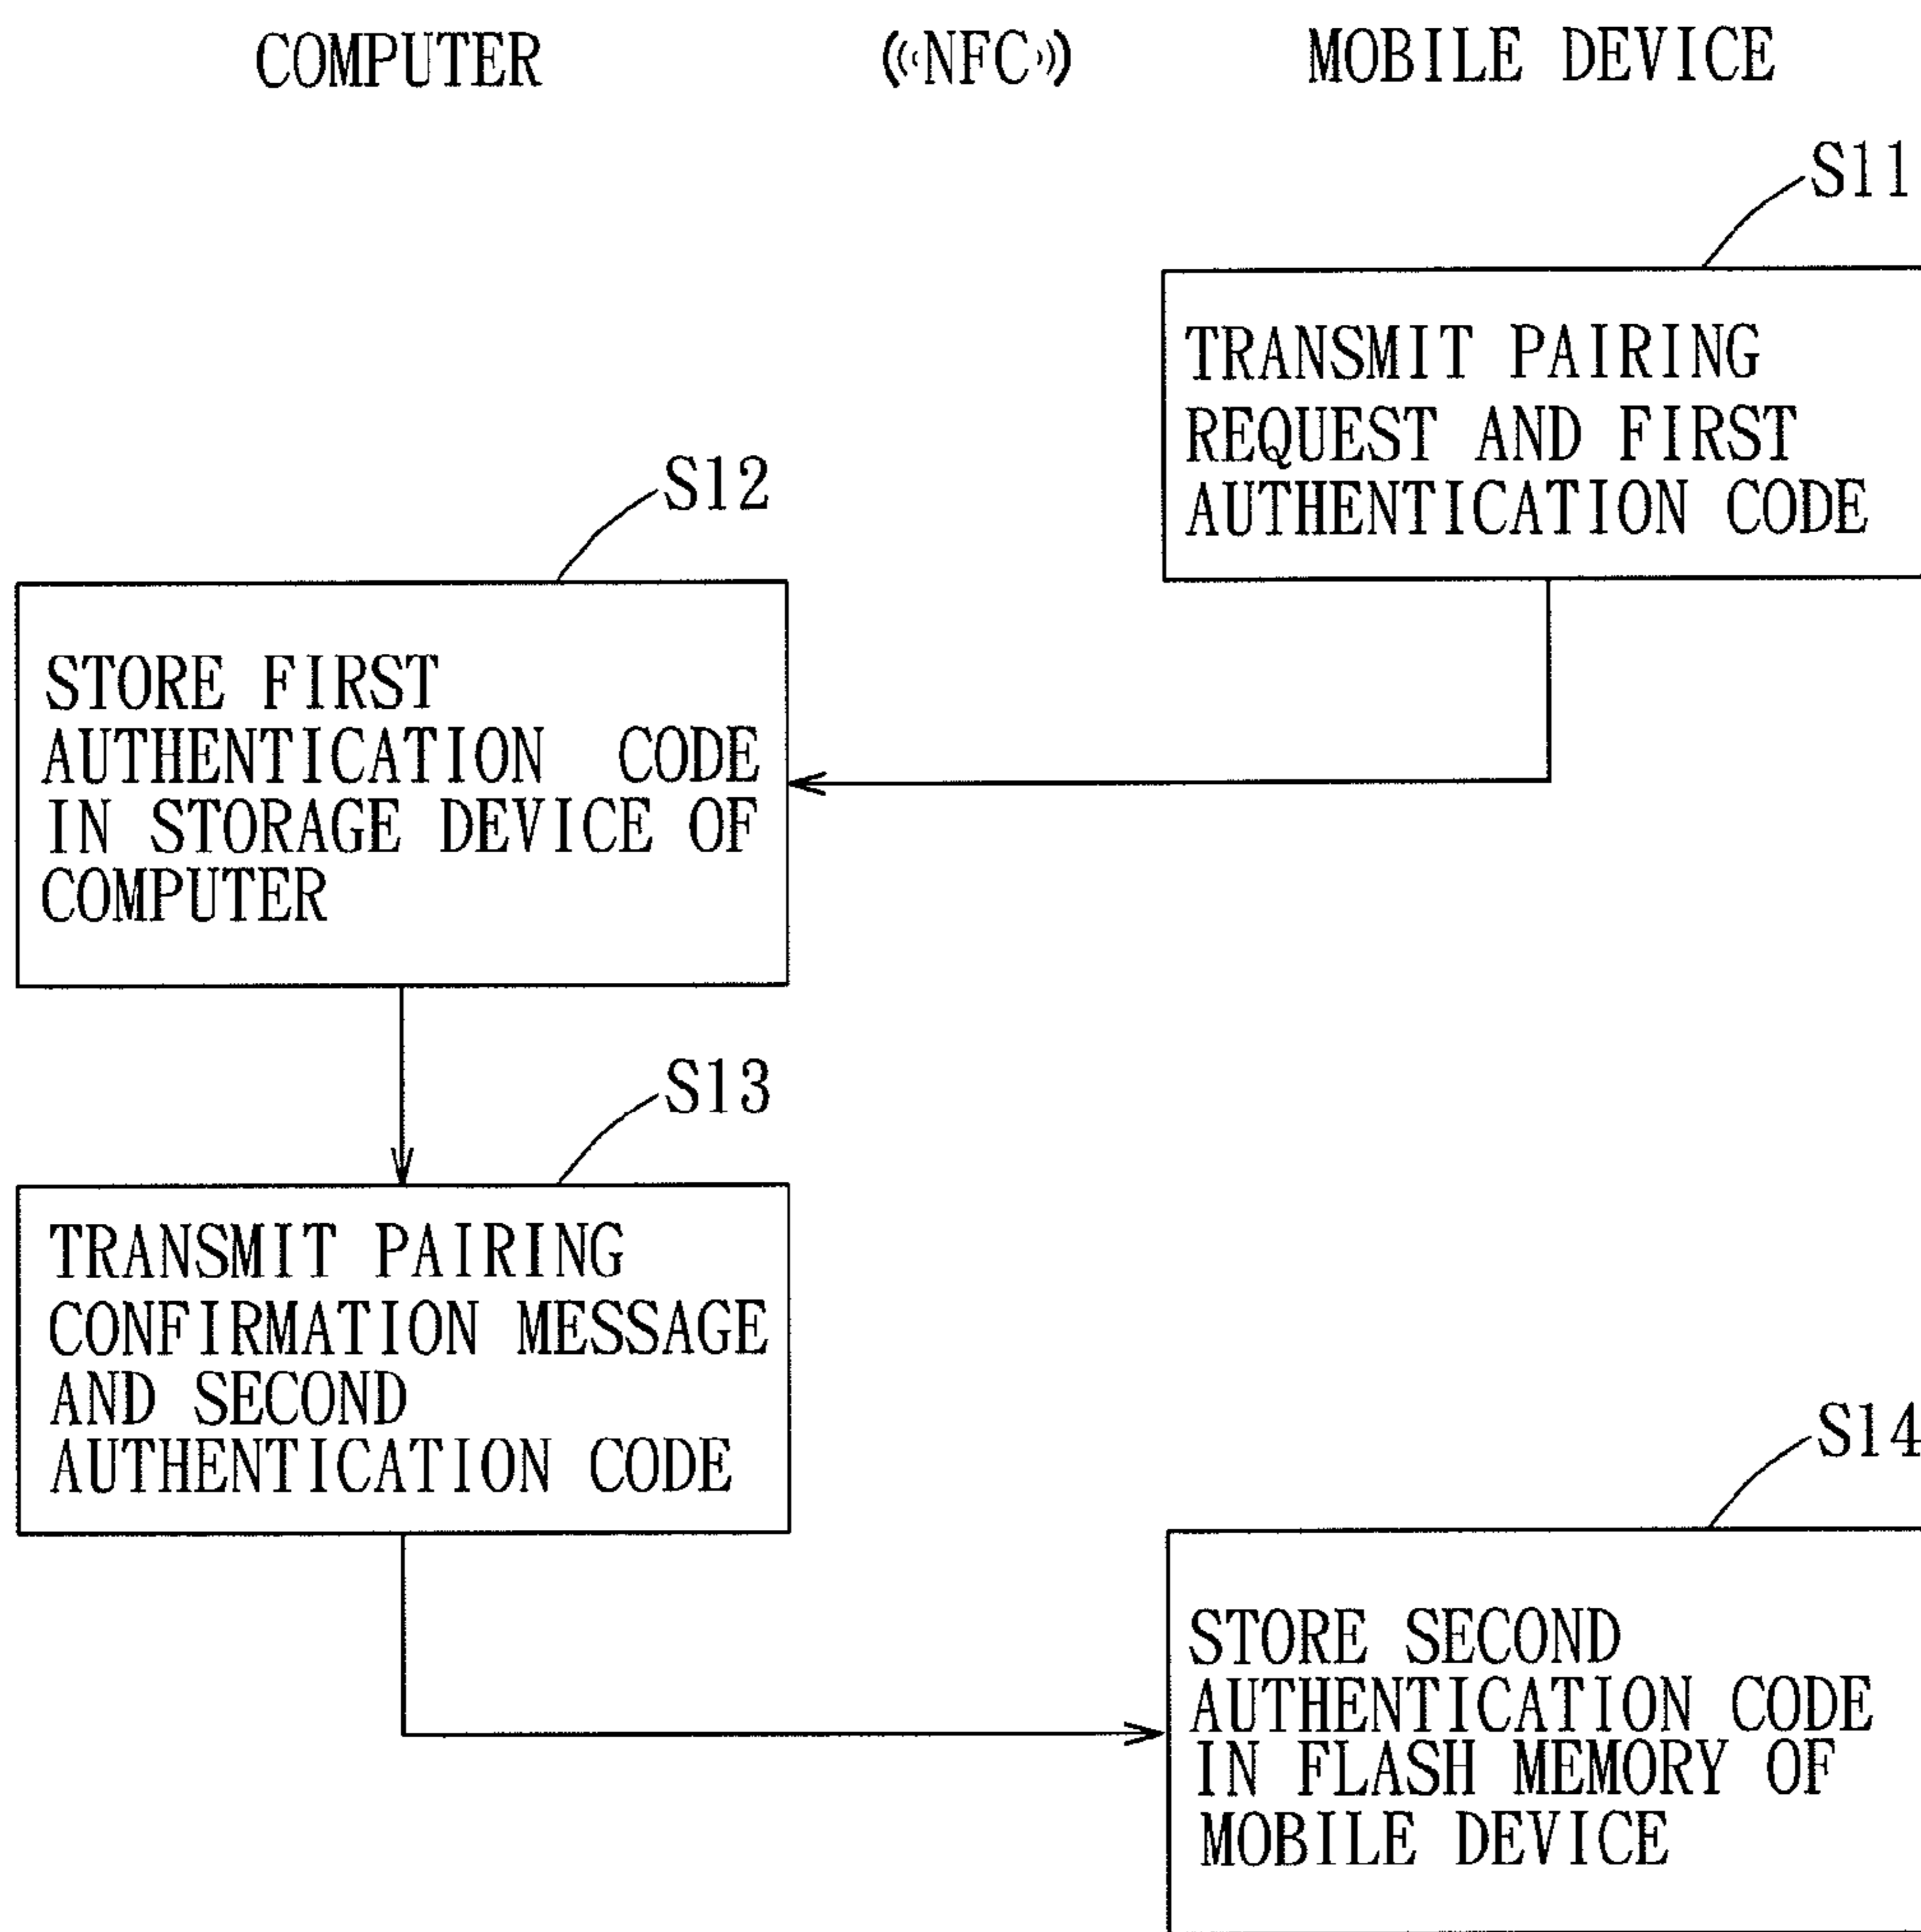 COMPUTER ((‹NFC›)) MOBILE DEVICE
S11
TRANSMIT PAIRING
REQUEST AND FIRST
AUTHENTICATION CODE
S12
STORE FIRST
AUTHENTICATION CODE
IN STORAGE DEVICE OF
COMPUTER
S13
TRANSMIT PAIRING
CONFIRMATION MESSAGE
AND SECOND
AUTHENTICATION CODE
S14
STORE SECOND
AUTHENTICATION CODE
IN FLASH MEMORY OF
MOBILE DEVICE